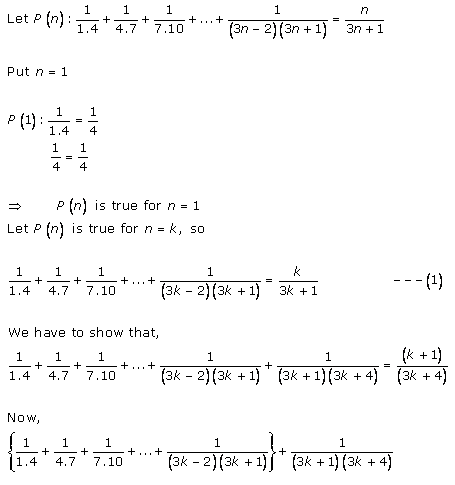 Let P(n): 1/1.4 + 1/4.7 + 1/7.10 + ... + 1/((3n − 2)(3n + 1)) = n/(3n + 1)
Put n = 1
P(1): 1/1.4 = 1/4
1/4 = 1/4
⇒ P(n) is true for n = 1
Let P(n) is true for n = k, so
1/1.4 + 1/4.7 + 1/7.10 + ... + 1/((3k − 2)(3k + 1)) = k/(3k + 1) - - - (1)
We have to show that,
1/1.4 + 1/4.7 + 1/7.10 + ... + 1/((3k − 2)(3k + 1)) + 1/((3k + 1)(3k + 4)) = (k + 1)/(3k + 4)
Now,
{1/1.4 + 1/4.7 + 1/7.10 + ... + 1/((3k − 2)(3k + 1))} + 1/((3k + 1)(3k + 4))